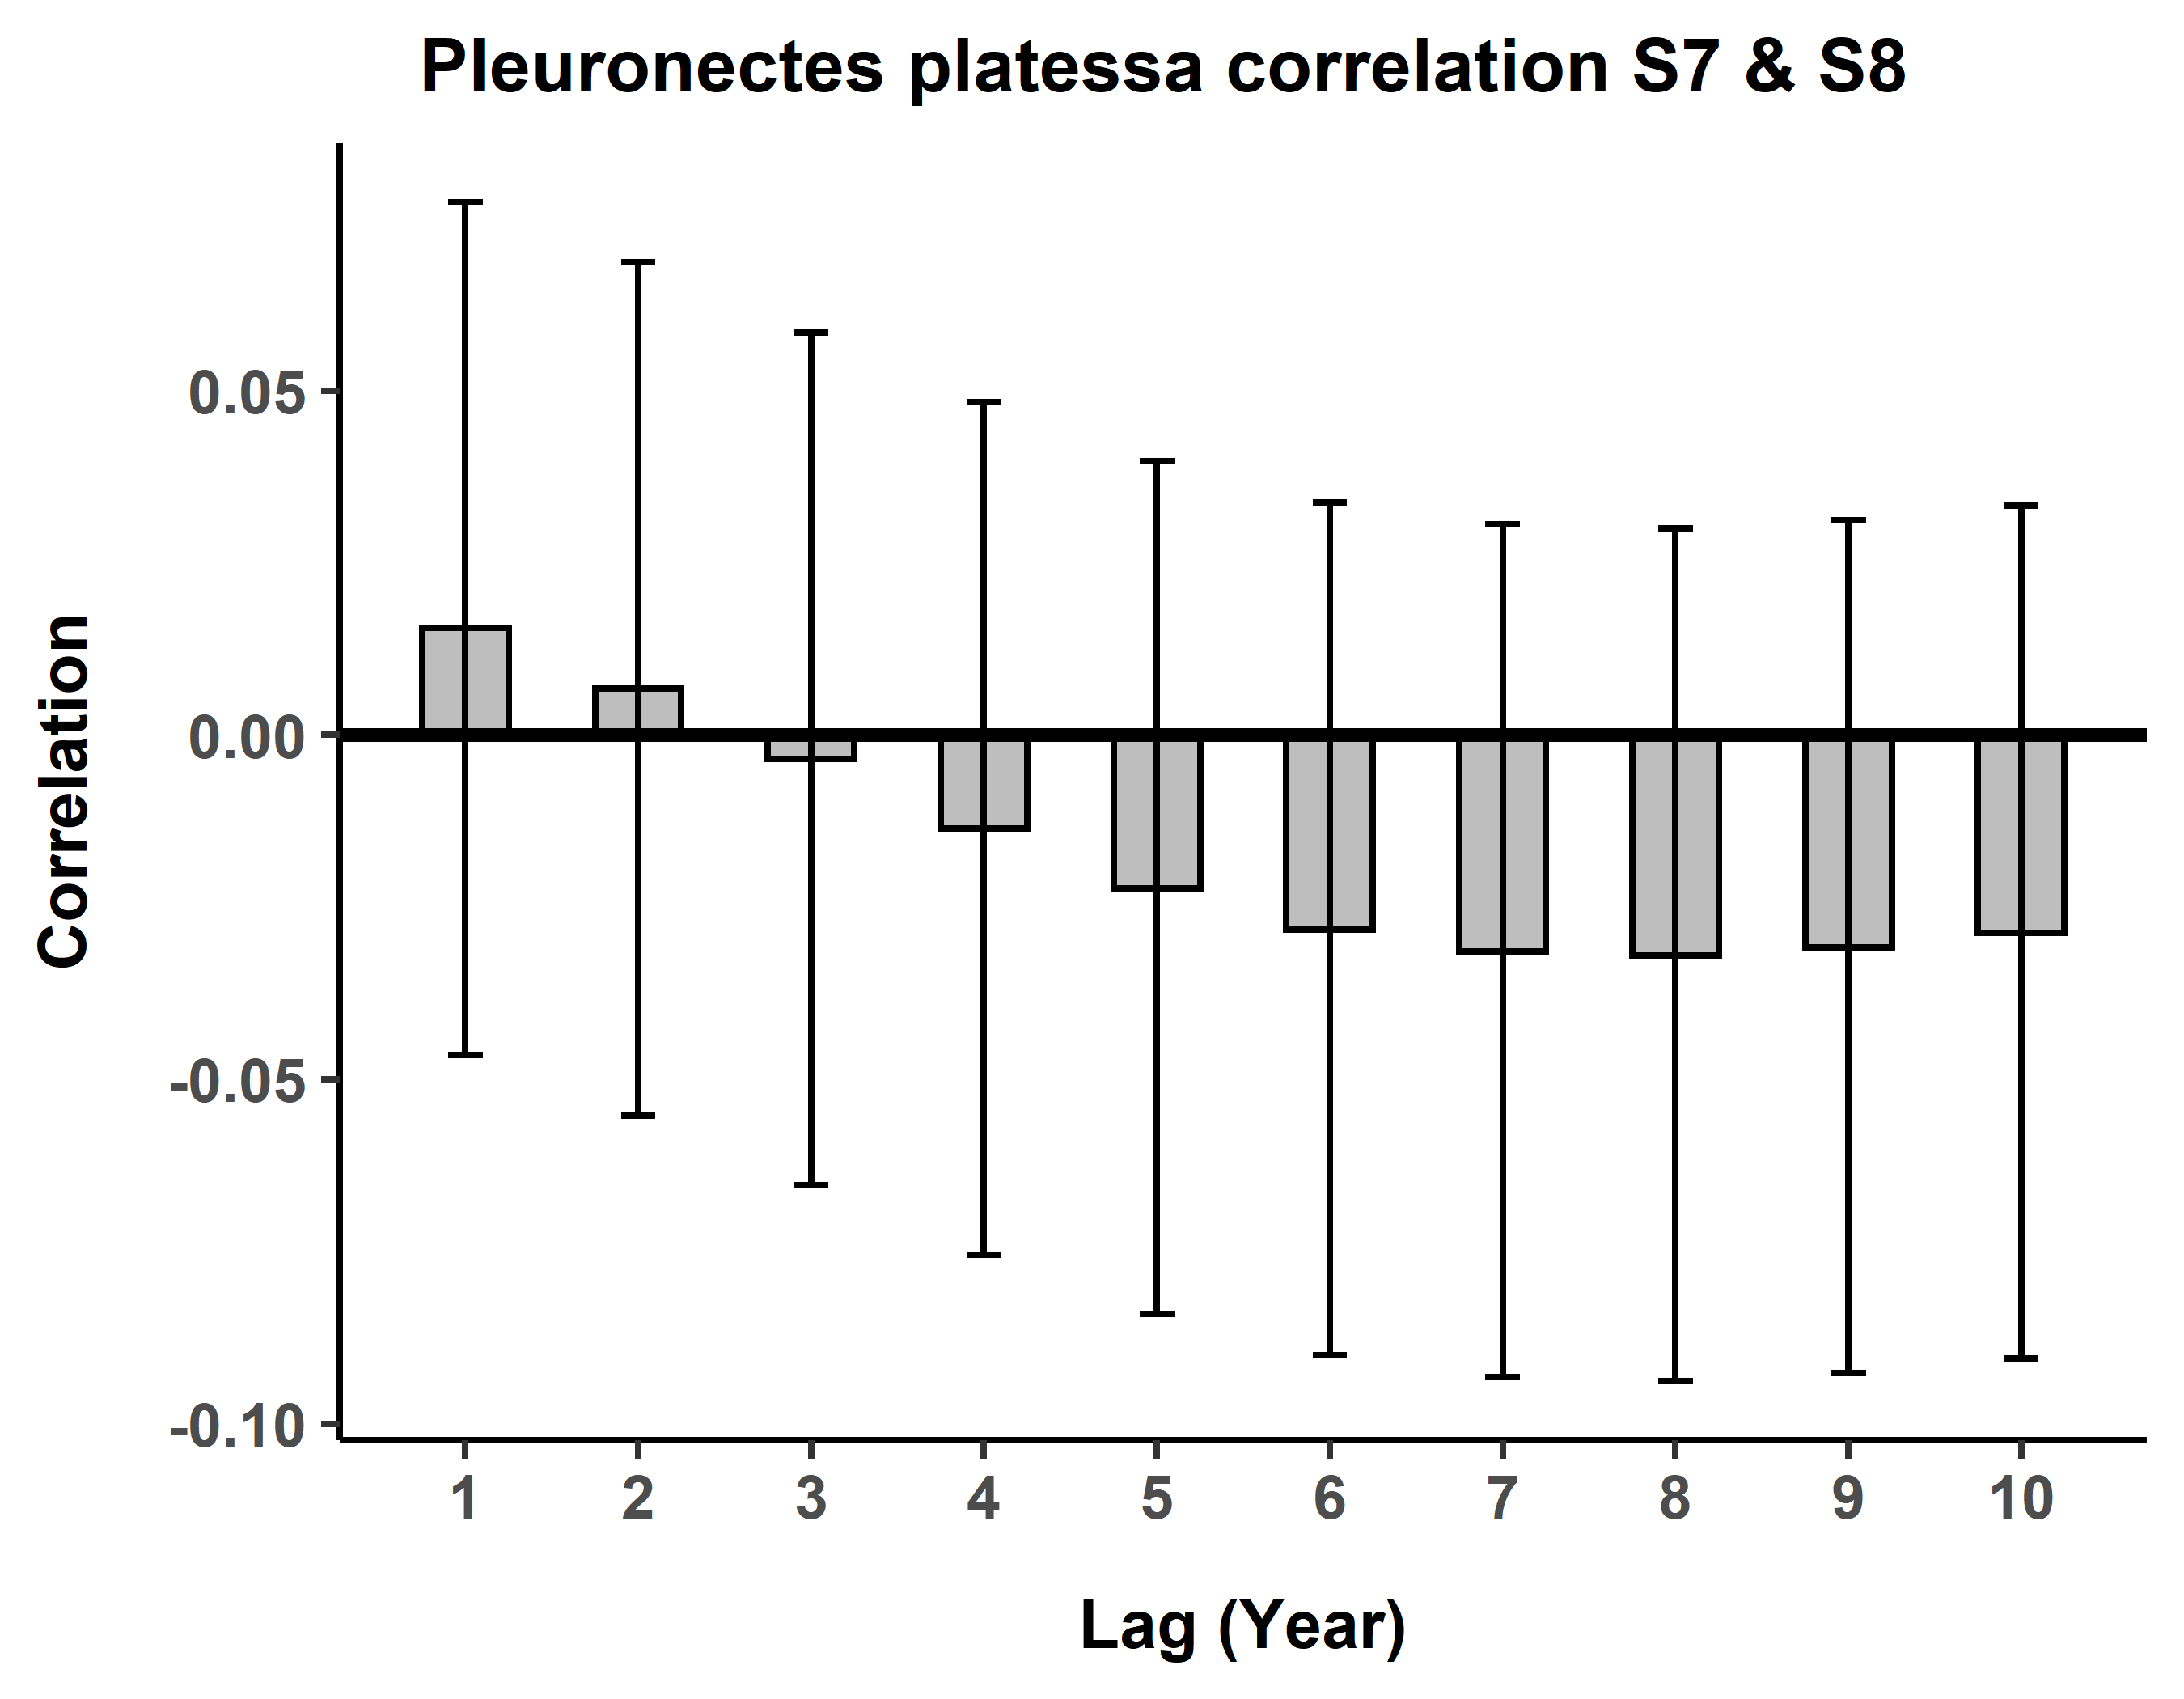 Pleuronectes platessa correlation S7 & S8
Correlation
0.05
0.00
-0.05
-0.10
1 2 3 4 5 6 7 8 9 10
Lag (Year)